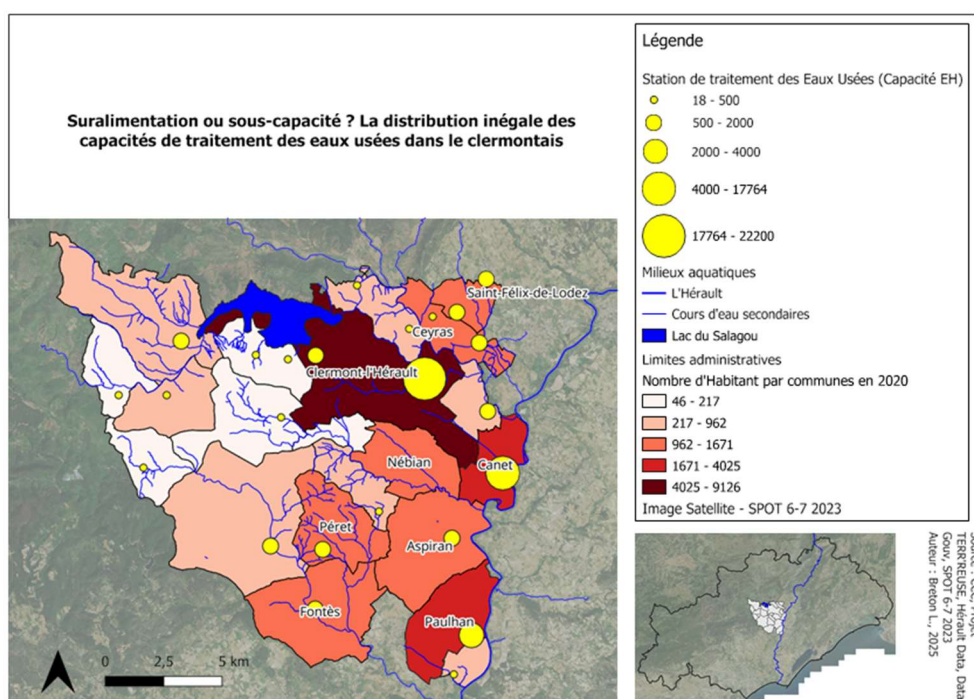 Suralimentation ou sous-capacité ? La distribution inégale des
capacités de traitement des eaux usées dans le clermontais
Saint-Félix-de-Lodez
Ceyras
Clermont-l'Hérault
Nébian
Canet
Péret
Aspiran
Fontès
Paulhan
0 2,5 5 km
Légende
Station de traitement des Eaux Usées (Capacité EH)
18 - 500
500 - 2000
2000 - 4000
4000 - 17764
17764 - 22200
Milieux aquatiques
L'Hérault
Cours d'eau secondaires
Lac du Salagou
Limites administratives
Nombre d'Habitant par communes en 2020
46 - 217
217 - 962
962 - 1671
1671 - 4025
4025 - 9126
Image Satellite - SPOT 6-7 2023
TERR'REUSE, Hérault Data, Data
Gouv, SPOT 6-7 2023
Auteur : Breton L., 2025